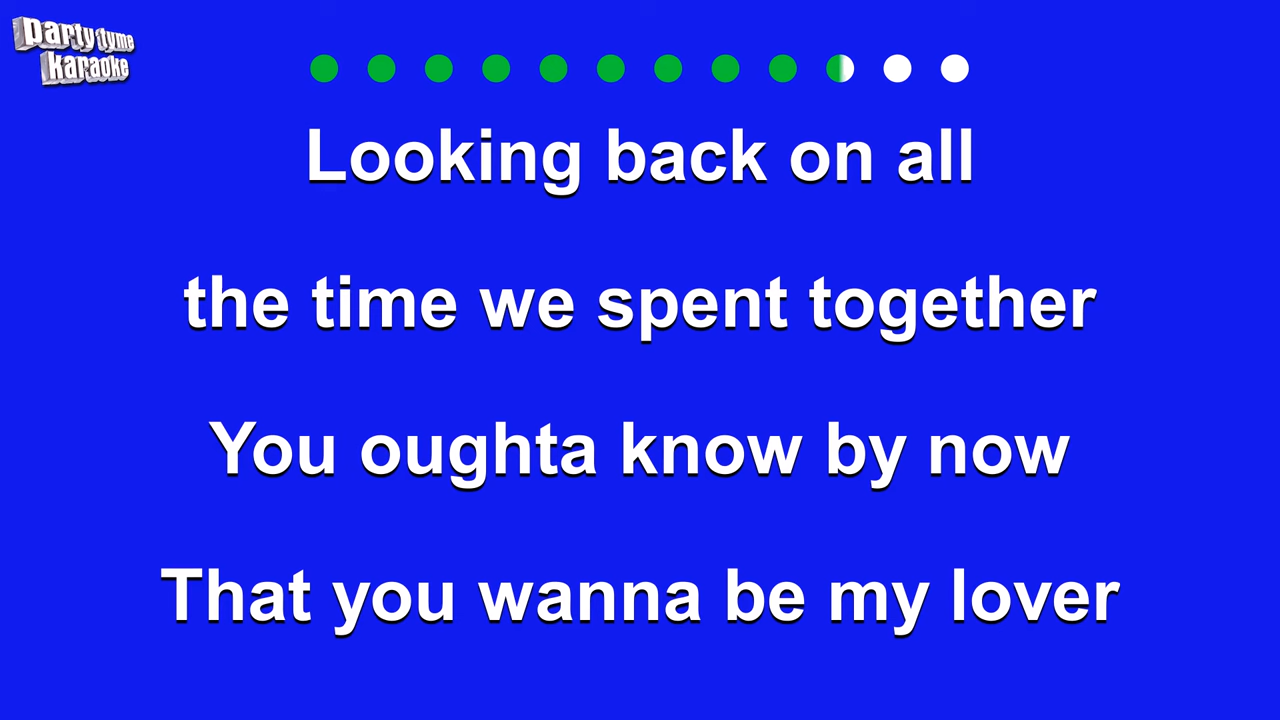 party tyme
karaoke
Looking back on all
the time we spent together
You oughta know by now
That you wanna be my lover